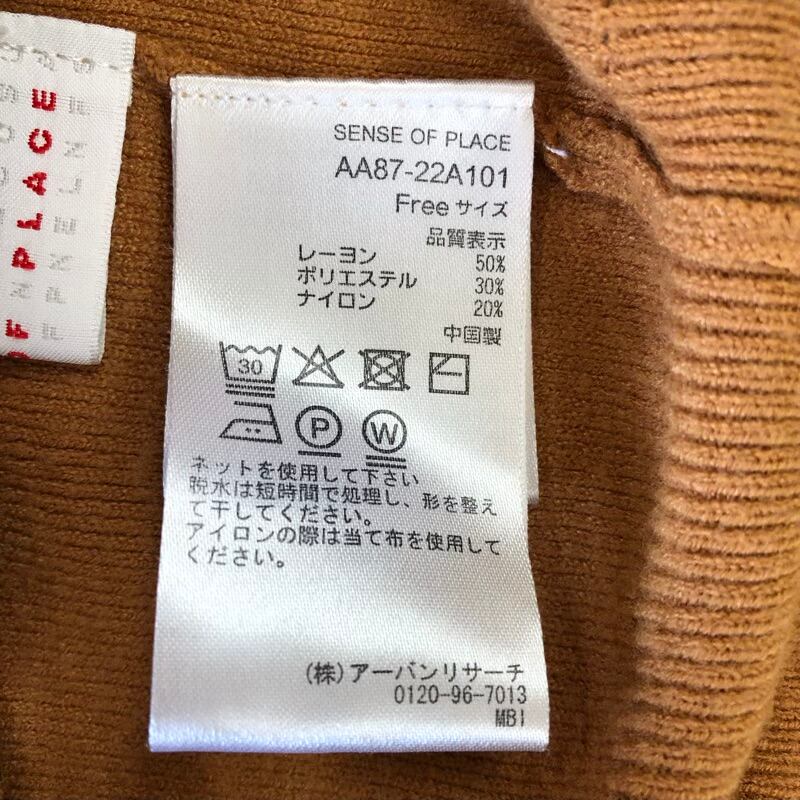 OF PLACE
SENSE OF PLACE
AA87-22A101
Free サイズ
品質表示
レーヨン 50%
ポリエステル 30%
ナイロン 20%
中国製
30
P W
ネットを使用して下さい
脱水は短時間で処理し、形を整え
て干してください。
アイロンの際は当て布を使用して
ください。
(株)アーバンリサーチ
0120-96-7013
MBI